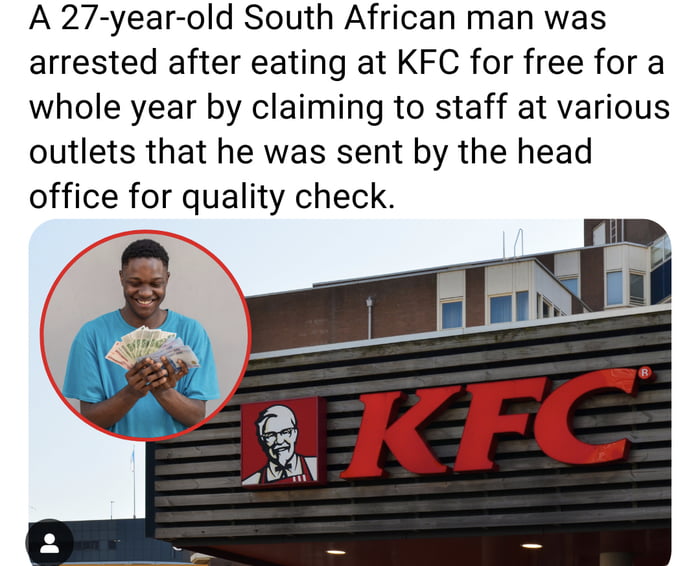 A 27-year-old South African man was
arrested after eating at KFC for free for a
whole year by claiming to staff at various
outlets that he was sent by the head
office for quality check.
KFC®